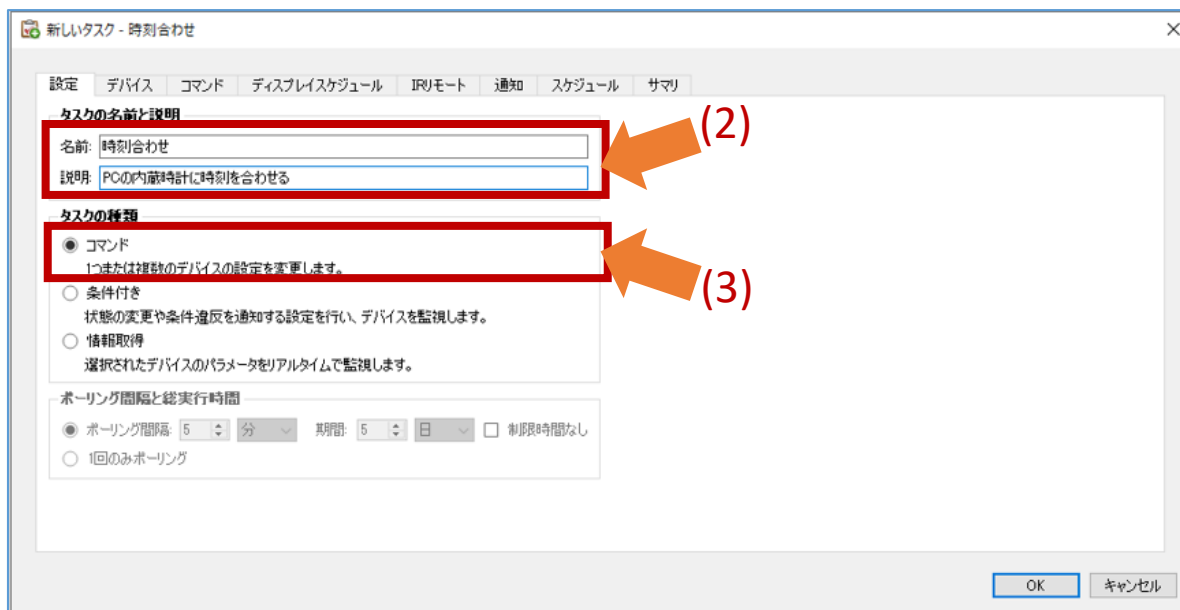 新しいタスク - 時刻合わせ
設定 デバイス コマンド ディスプレイスケジュール IRリモート 通知 スケジュール サマリ
タスクの名前と説明
名前: 時刻合わせ
(2)
説明: PCの内蔵時計に時刻を合わせる
タスクの種類
コマンド
1つまたは複数のデバイスの設定を変更します。
(3)
条件付き
状態の変更や条件違反を通知する設定を行い、デバイスを監視します。
情報取得
選択されたデバイスのパラメータをリアルタイムで監視します。
ポーリング間隔と総実行時間
ポーリング間隔: 5 分 期間: 5 日 制限時間なし
1回のみポーリング
OK キャンセル